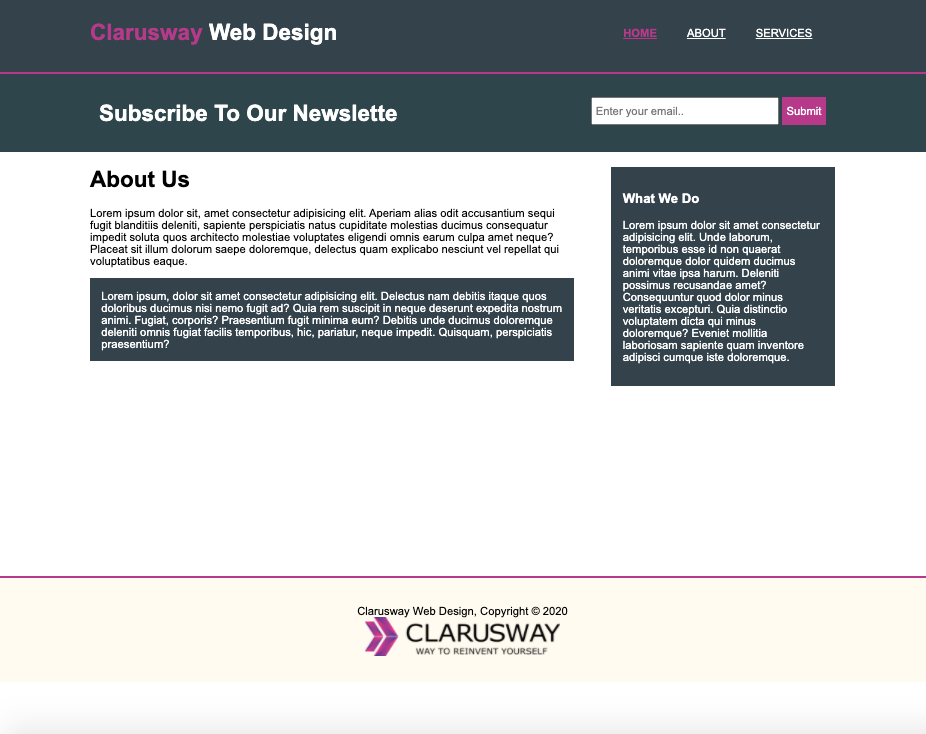 Clarusway Web Design
HOME ABOUT SERVICES
Subscribe To Our Newslette
Enter your email.. Submit
About Us
Lorem ipsum dolor sit, amet consectetur adipisicing elit. Aperiam alias odit accusantium sequi
fugit blanditiis deleniti, sapiente perspiciatis natus cupiditate molestias ducimus consequatur
impedit soluta quos architecto molestiae voluptates eligendi omnis earum culpa amet neque?
Placeat sit illum dolorum saepe doloremque, delectus quam explicabo nesciunt vel repellat qui
voluptatibus eaque.
Lorem ipsum, dolor sit amet consectetur adipisicing elit. Delectus nam debitis itaque quos
doloribus ducimus nisi nemo fugit ad? Quia rem suscipit in neque deserunt expedita nostrum
animi. Fugiat, corporis? Praesentium fugit minima eum? Debitis unde ducimus doloremque
deleniti omnis fugiat facilis temporibus, hic, pariatur, neque impedit. Quisquam, perspiciatis
praesentium?
What We Do
Lorem ipsum dolor sit amet consectetur
adipisicing elit. Unde laborum,
temporibus esse id non quaerat
doloremque dolor quidem ducimus
animi vitae ipsa harum. Deleniti
possimus recusandae amet?
Consequuntur quod dolor minus
veritatis excepturi. Quia distinctio
voluptatem dicta qui minus
doloremque? Eveniet mollitia
laboriosam sapiente quam inventore
adipisci cumque iste doloremque.
Clarusway Web Design, Copyright © 2020
CLARUSWAY
WAY TO REINVENT YOURSELF